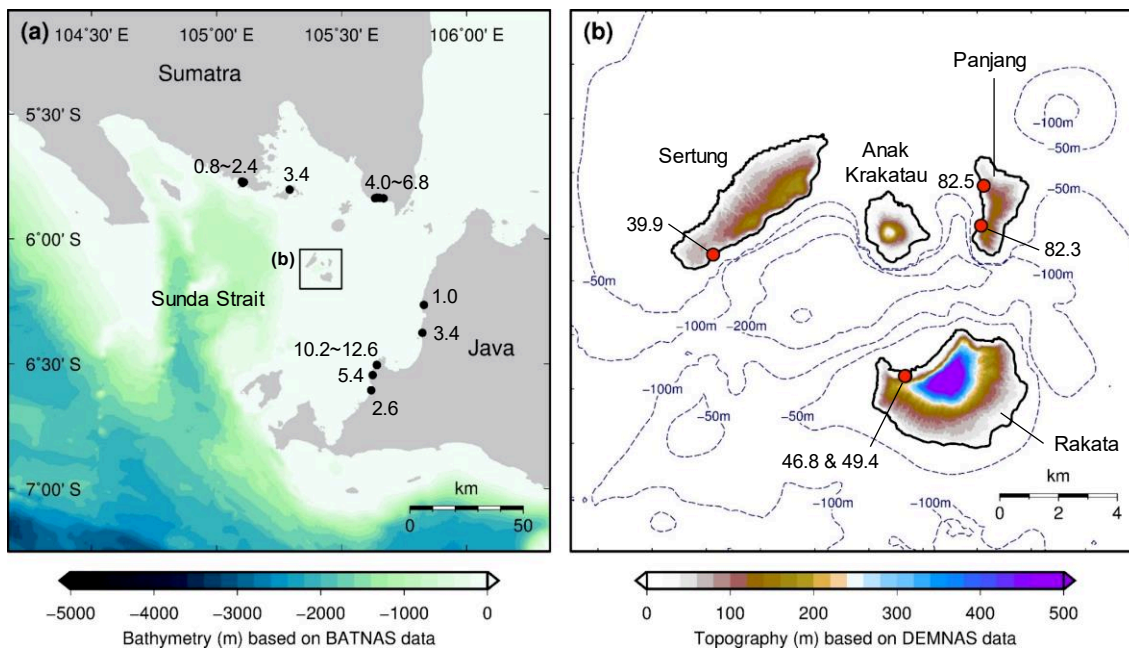 (a)
104˚30' E
105˚00' E
105˚30' E
106˚00' E
Sumatra
5˚30' S
0.8~2.4
3.4
4.0~6.8
6˚00' S
(b)
Sunda Strait
1.0
3.4
Java
10.2~12.6
6˚30' S
5.4
2.6
7˚00' S
km
0
50
−5000
−4000
−3000
−2000
−1000
0
Bathymetry (m) based on BATNAS data
(b)
Panjang
−100m
−50m
Sertung
Anak
Krakatau
82.5
−50m
39.9
82.3
−50m
−100m
−100m
−200m
−100m
−50m
−50m
Rakata
46.8 & 49.4
km
−100m
−100m
0
2
4
0
100
200
300
400
500
Topography (m) based on DEMNAS data